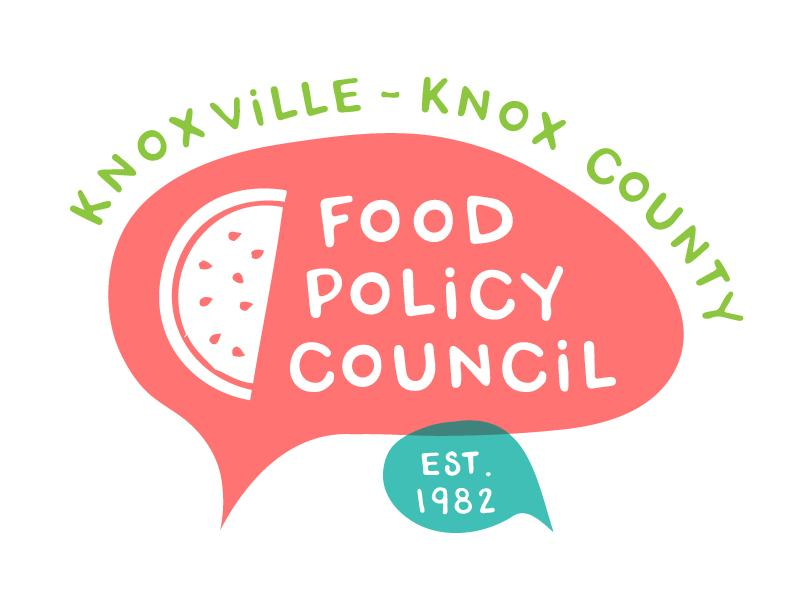 KNOXViLLE ~ KNOX COUNTY
FOOD
POLiCY
COUNCiL
EST.
1982